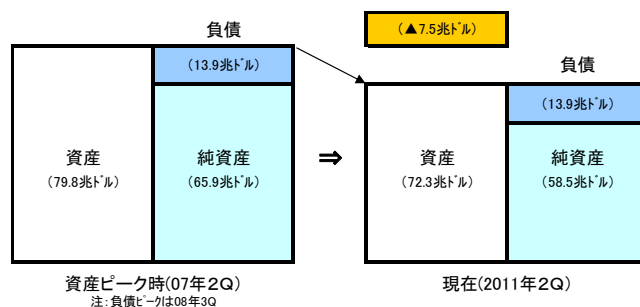 負債
(▲7.5兆ﾄﾞﾙ)
(13.9兆ﾄﾞﾙ)
負債
(13.9兆ﾄﾞﾙ)
資産
(79.8兆ﾄﾞﾙ)
純資産
(65.9兆ﾄﾞﾙ)
⇒
資産
(72.3兆ﾄﾞﾙ)
純資産
(58.5兆ﾄﾞﾙ)
資産ピーク時(07年2Q)
注:負債ﾋﾟｰｸは08年3Q
現在(2011年2Q)